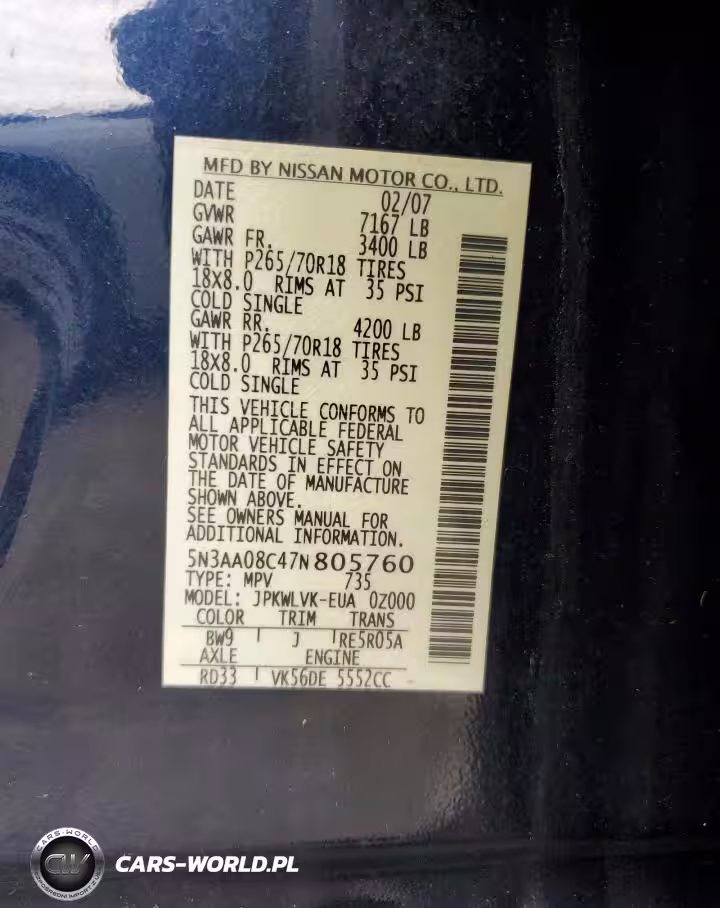 MFD BY NISSAN MOTOR CO., LTD.
DATE 02/07
GVWR 7167 LB
GAWR FR. 3400 LB
WITH P265/70R18 TIRES
18X8.0 RIMS AT 35 PSI
COLD SINGLE
GAWR RR. 4200 LB
WITH P265/70R18 TIRES
18X8.0 RIMS AT 35 PSI
COLD SINGLE
THIS VEHICLE CONFORMS TO
ALL APPLICABLE FEDERAL
MOTOR VEHICLE SAFETY
STANDARDS IN EFFECT ON
THE DATE OF MANUFACTURE
SHOWN ABOVE.
SEE OWNERS MANUAL FOR
ADDITIONAL INFORMATION.
5N3AA08C47N805760
TYPE: MPV 735
MODEL: JPKWLVK-EUA 0Z000
COLOR TRIM TRANS
BW9 J RE5R05A
AXLE ENGINE
RD33 VK56DE 5552CC
CARS-WORLD
CW
CARS-WORLD.PL